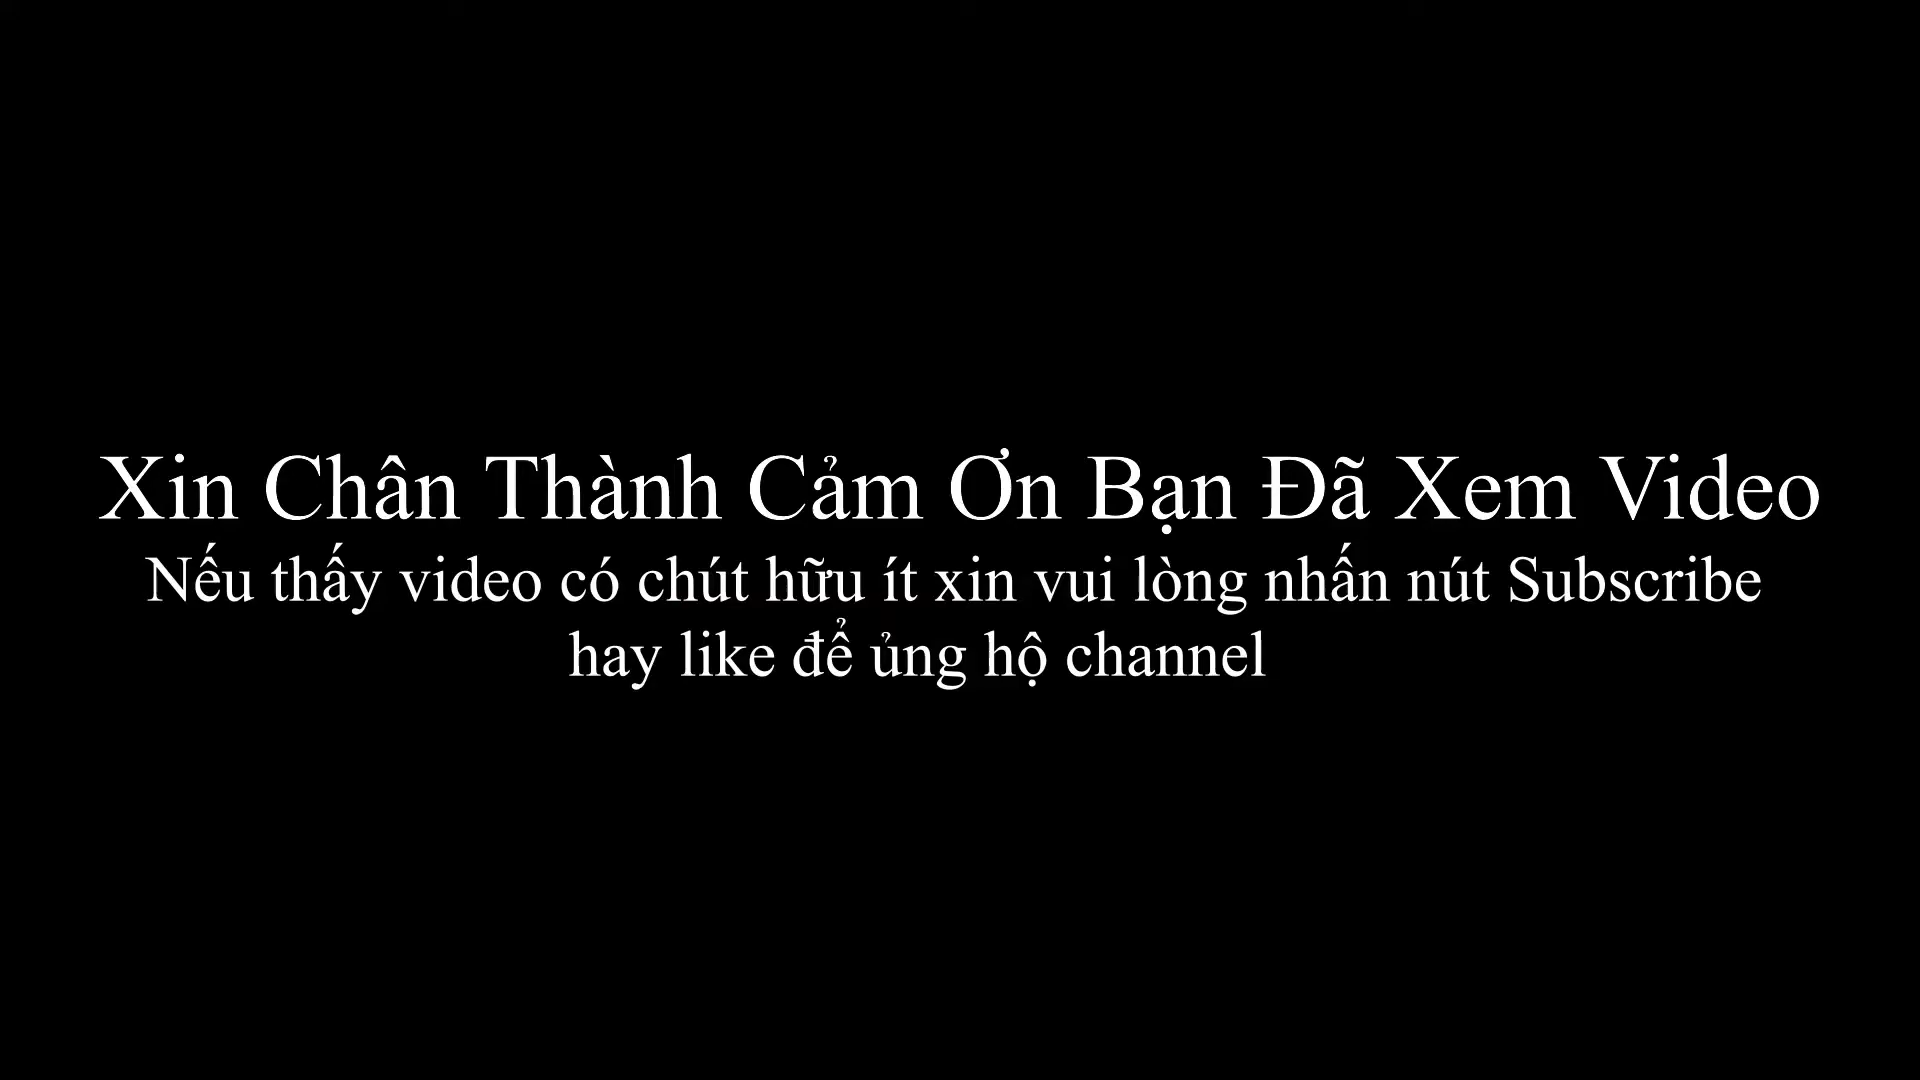 Xin Chân Thành Cảm Ơn Bạn Đã Xem Video
Nếu thấy video có chút hữu ít xin vui lòng nhấn nút Subscribe
hay like để ủng hộ channel